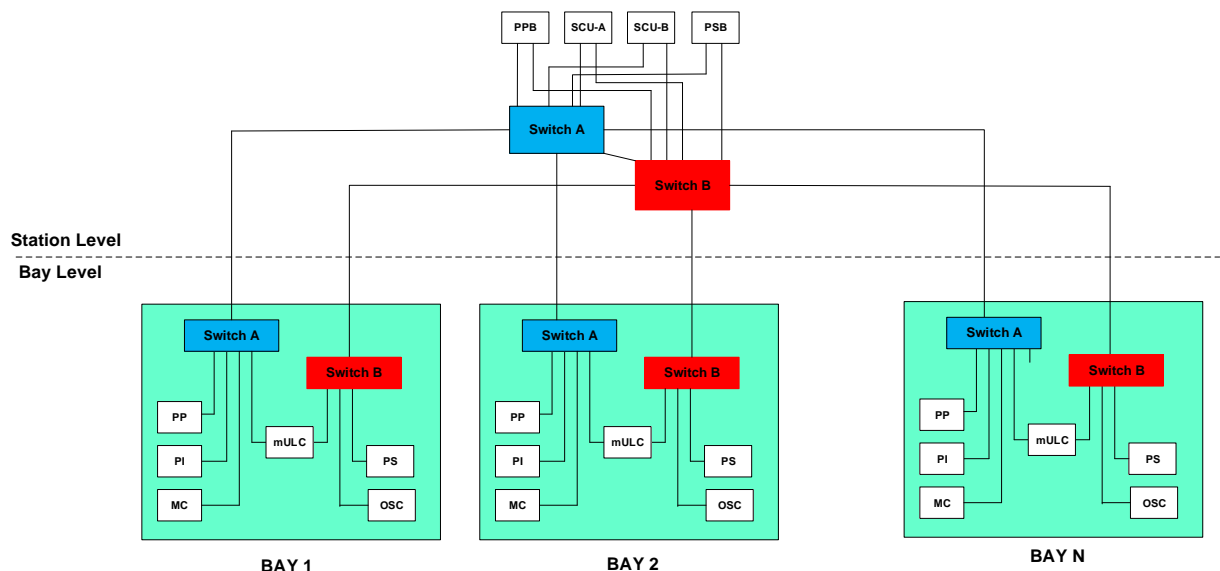 PPB
SCU-A
SCU-B
PSB
Switch A
Switch B
Station Level
Bay Level
Switch A
Switch B
PP
mULC
PI
PS
MC
OSC
BAY 1
Switch A
Switch B
PP
mULC
PI
PS
MC
OSC
BAY 2
Switch A
Switch B
PP
mULC
PI
PS
MC
OSC
BAY N